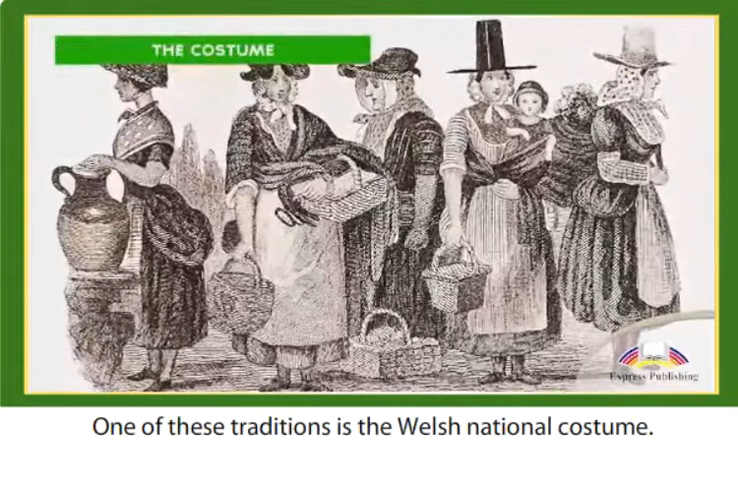 THE COSTUME
Express Publishing
One of these traditions is the Welsh national costume.